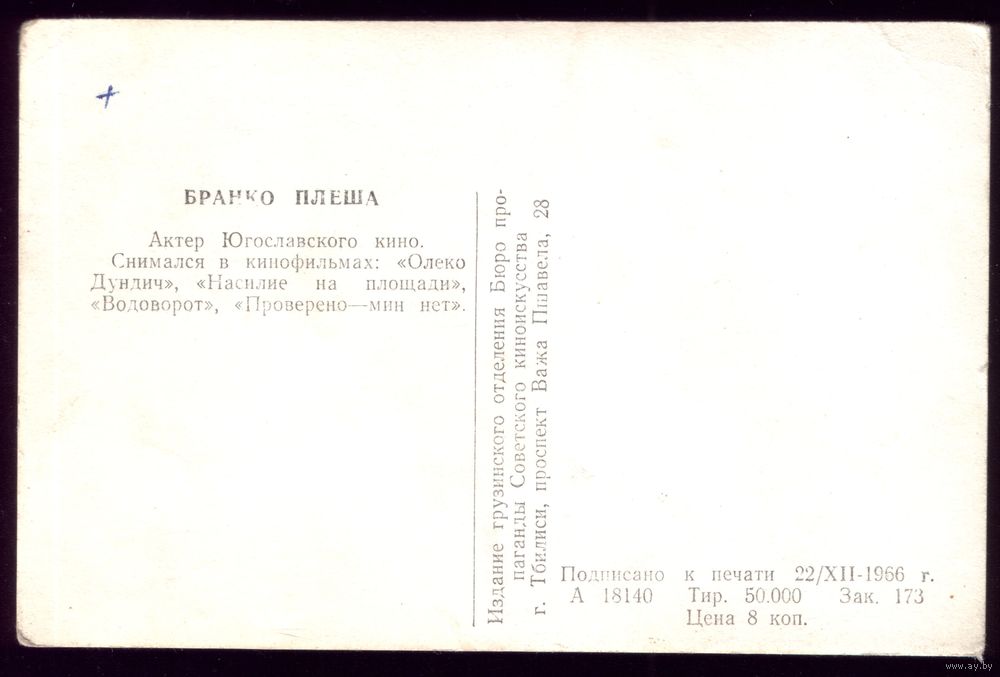 БРАНКО ПЛЕША
Актер Югославского кино.
Снимался в кинофильмах: «Олеко
Дундич», «Насилие на площади»,
«Водоворот», «Проверено—мин нет».
Издание грузинского отделения Бюро про-
паганды Советского киноискусства
г. Тбилиси, проспект Важа Пшавела, 28
Подписано к печати 22/XII-1966 г.
А 18140 Тир. 50.000 Зак. 173
Цена 8 коп.
www.ay.by